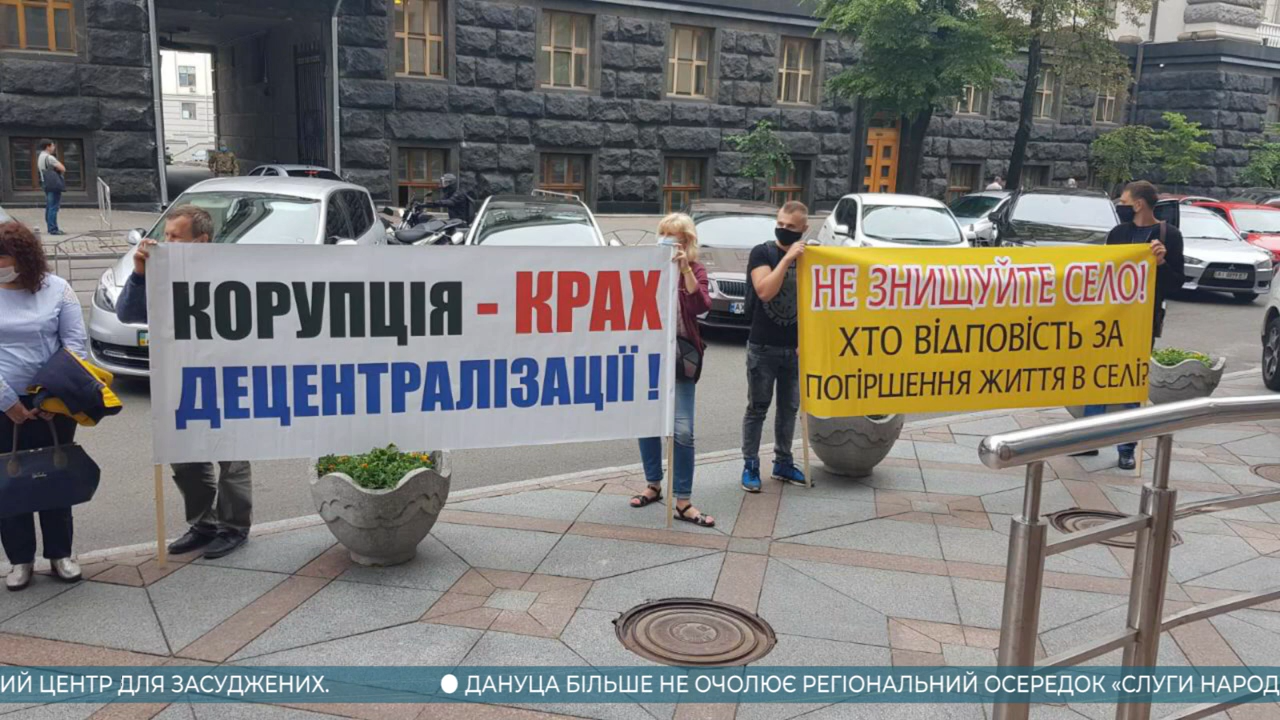 КОРУПЦІЯ - КРАХ
ДЕЦЕНТРАЛІЗАЦІЇ !
НЕ ЗНИЩУЙТЕ СЕЛО!
ХТО ВІДПОВІСТЬ ЗА
ПОГІРШЕННЯ ЖИТТЯ В СЕЛІ?
ИЙ ЦЕНТР ДЛЯ ЗАСУДЖЕНИХ. ● ДАНУЦА БІЛЬШЕ НЕ ОЧОЛЮЄ РЕГІОНАЛЬНИЙ ОСЕРЕДОК «СЛУГИ НАРОД